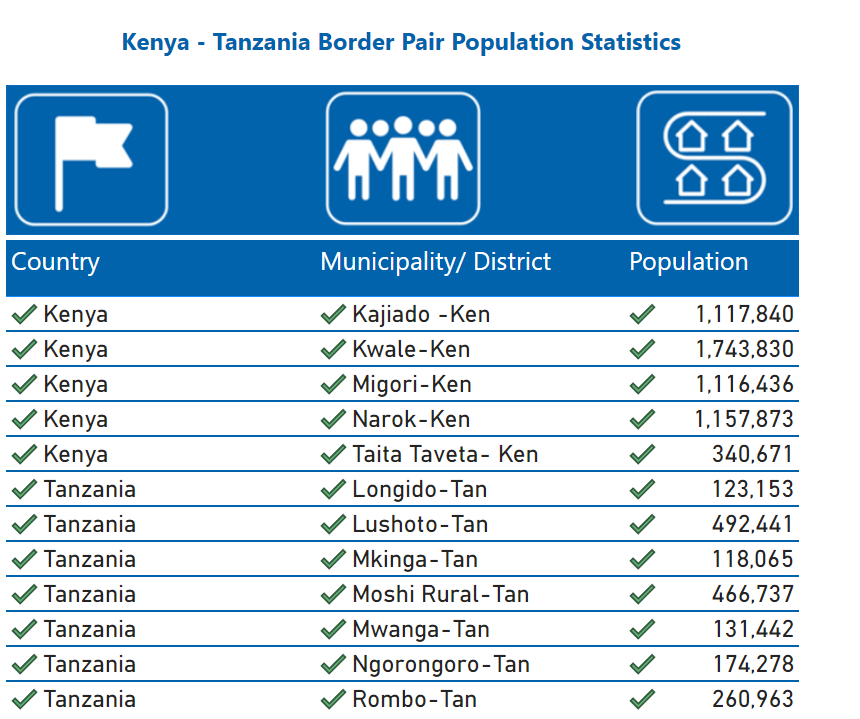 Kenya - Tanzania Border Pair Population Statistics
Country Municipality/ District Population
Kenya Kajiado -Ken 1,117,840
Kenya Kwale-Ken 1,743,830
Kenya Migori-Ken 1,116,436
Kenya Narok-Ken 1,157,873
Kenya Taita Taveta- Ken 340,671
Tanzania Longido-Tan 123,153
Tanzania Lushoto-Tan 492,441
Tanzania Mkinga-Tan 118,065
Tanzania Moshi Rural-Tan 466,737
Tanzania Mwanga-Tan 131,442
Tanzania Ngorongoro-Tan 174,278
Tanzania Rombo-Tan 260,963